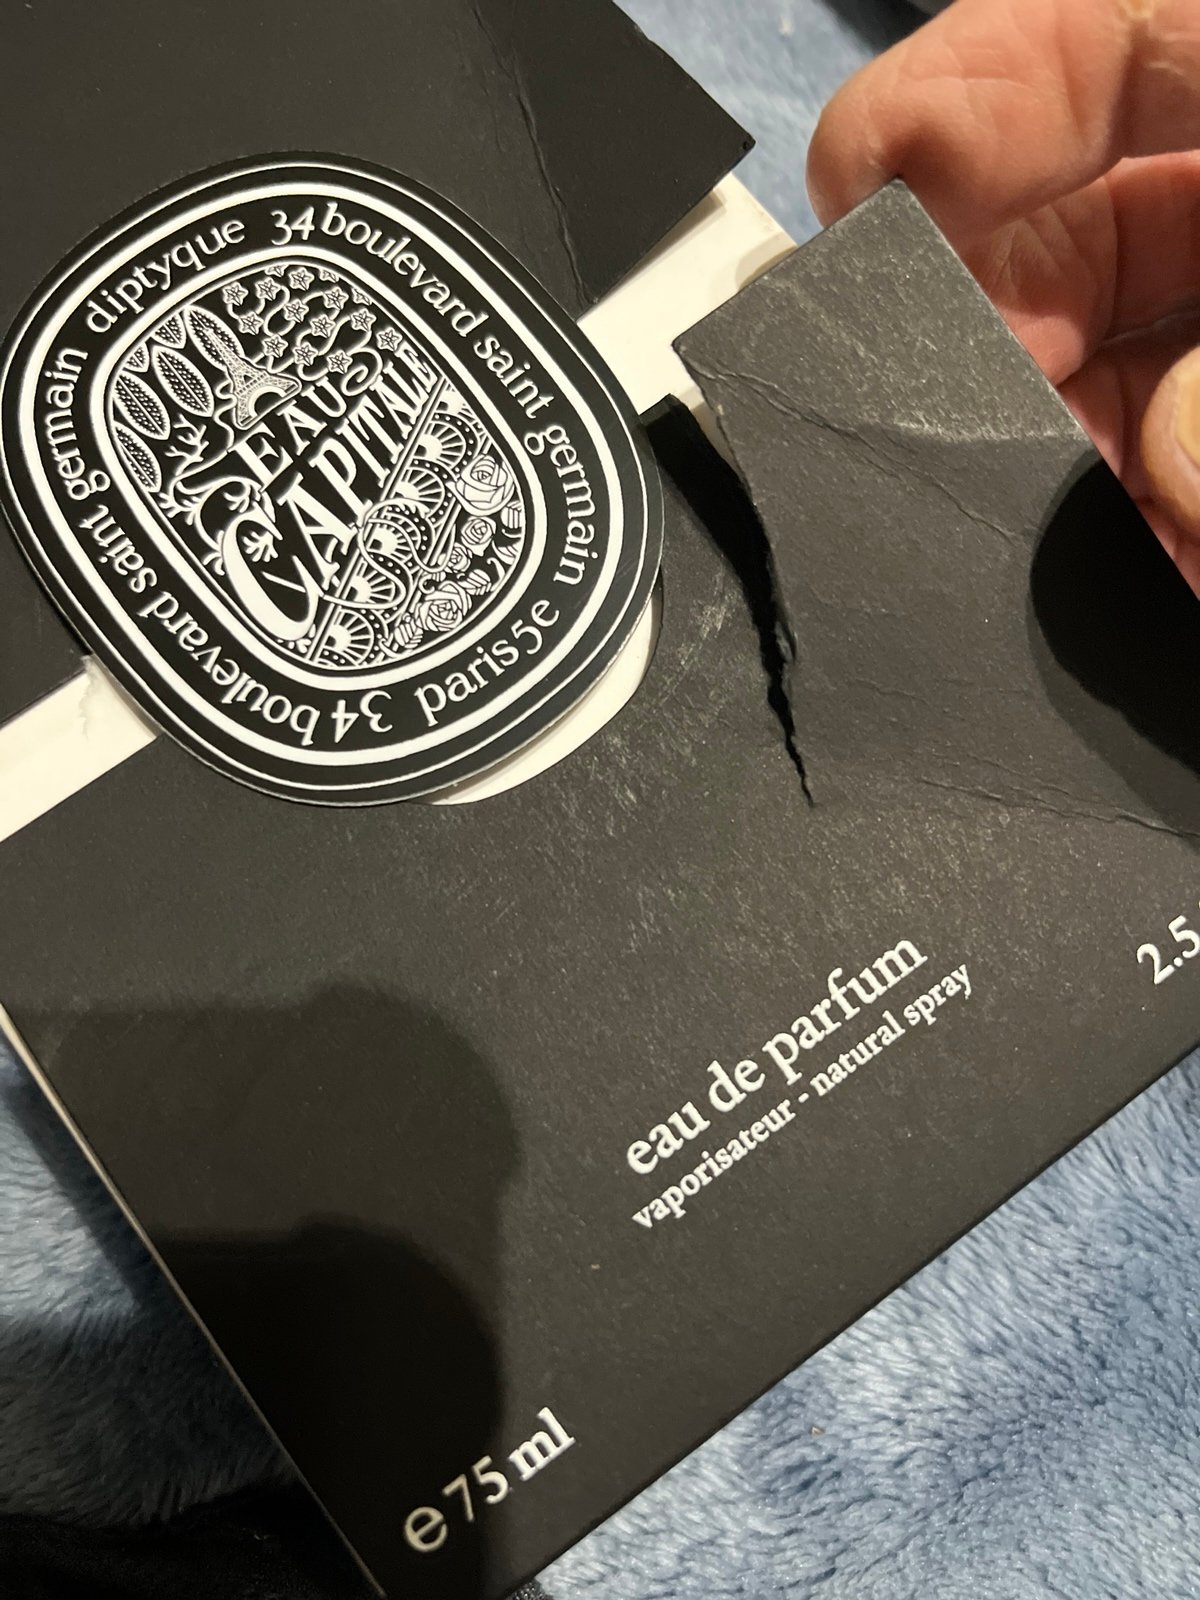 diptyque 34 boulevard saint germain
paris 5e 34 boulevard saint germain
EAU
CAPITALE
eau de parfum
vaporisateur - natural spray
2.5
e 75 ml